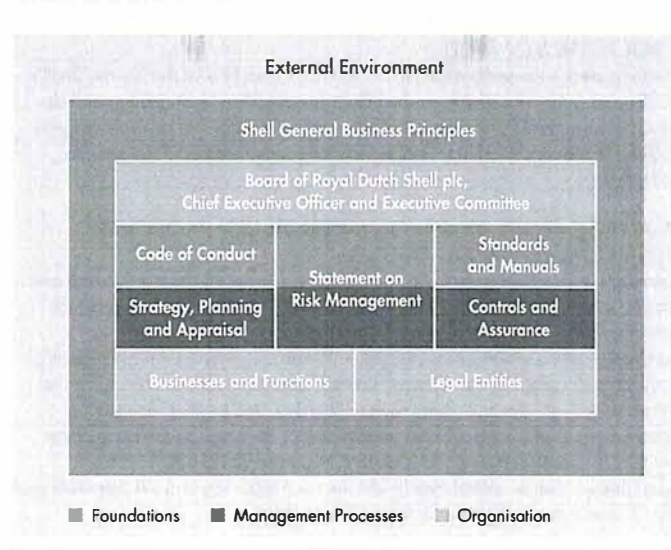 External Environment
Shell General Business Principles
Board of Royal Dutch Shell plc,
Chief Executive Officer and Executive Committee
Code of Conduct
Statement on
Risk Management
Standards
and Manuals
Strategy, Planning
and Appraisal
Controls and
Assurance
Businesses and Functions
Legal Entities
Foundations
Management Processes
Organisation